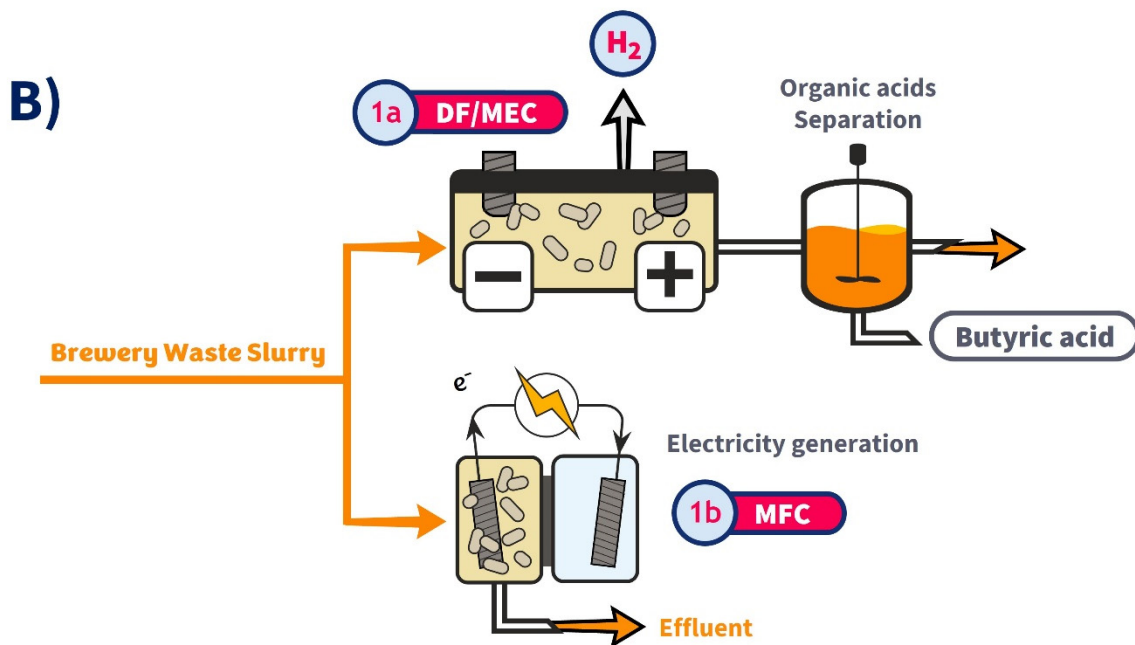 B)
H₂
1a DF/MEC
Organic acids
Separation
− +
Brewery Waste Slurry
Butyric acid
e⁻
Electricity generation
1b MFC
Effluent